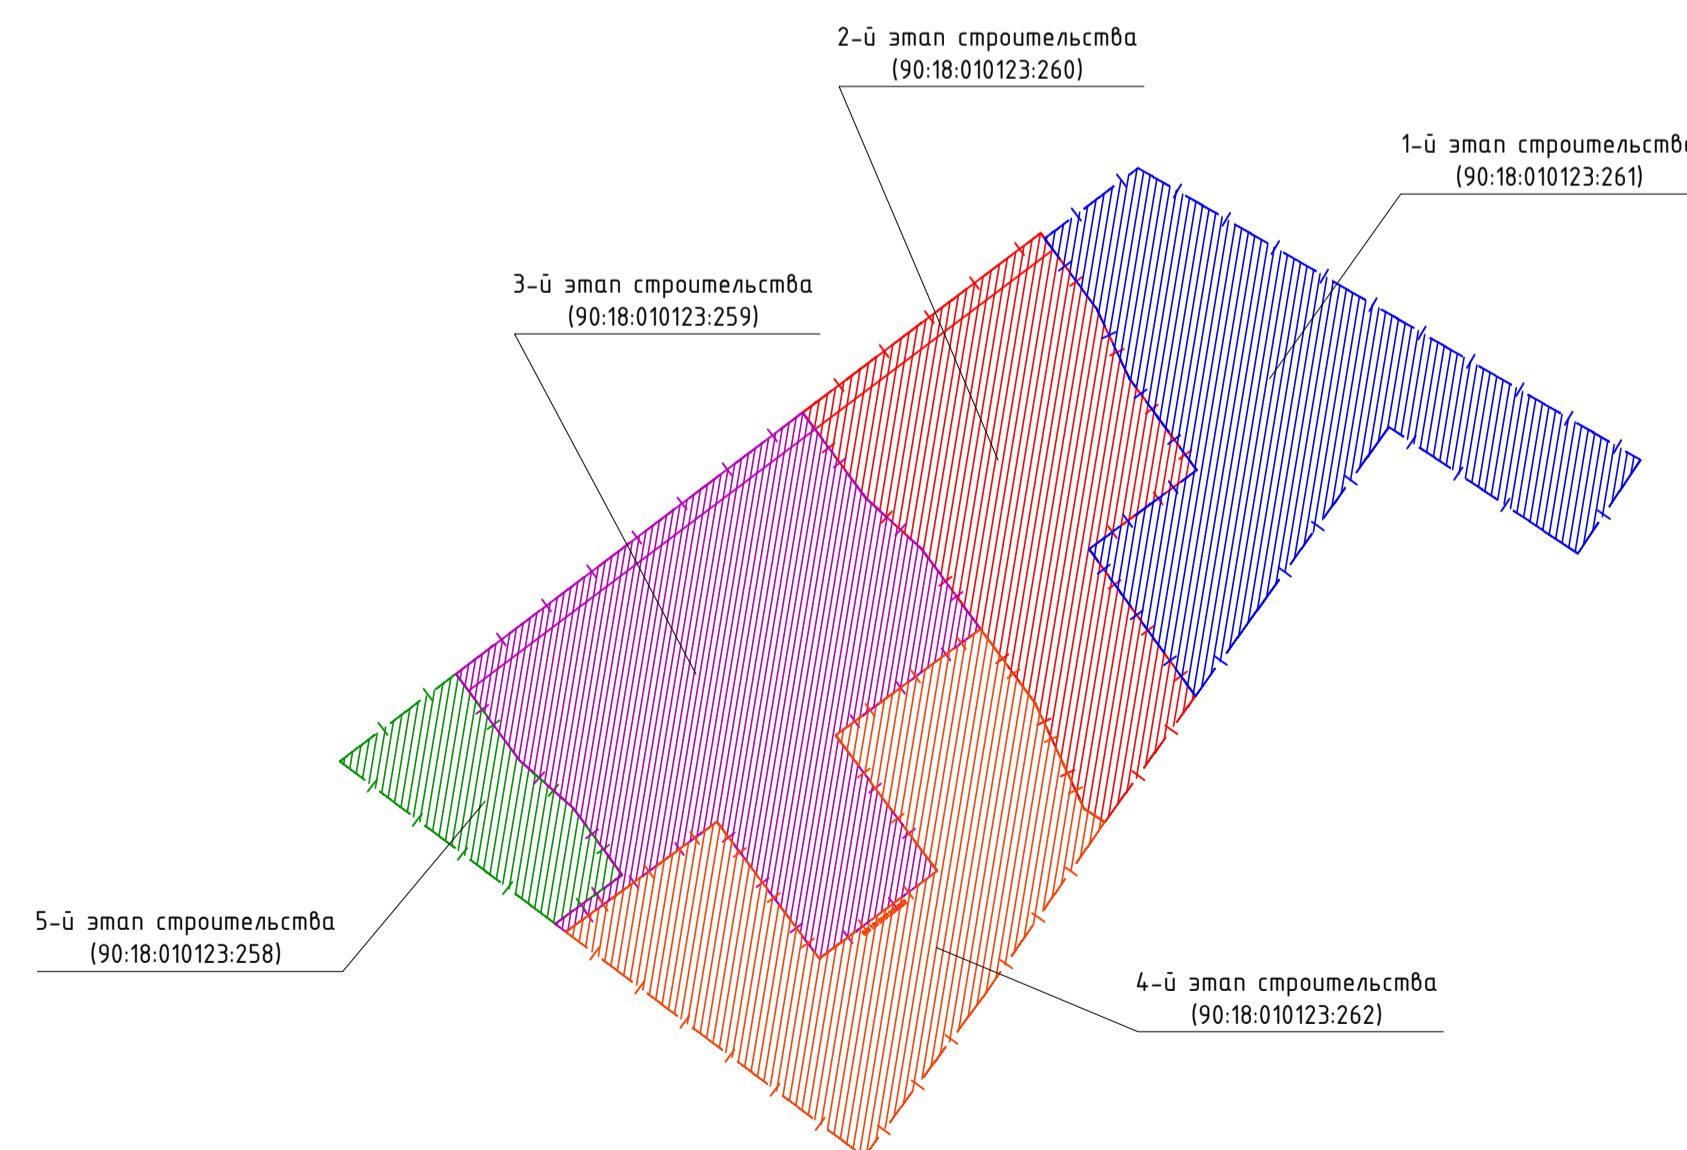 2-й этап строительства
(90:18:010123:260)
1-й этап строительств
(90:18:010123:261)
3-й этап строительства
(90:18:010123:259)
5-й этап строительства
(90:18:010123:258)
4-й этап строительства
(90:18:010123:262)